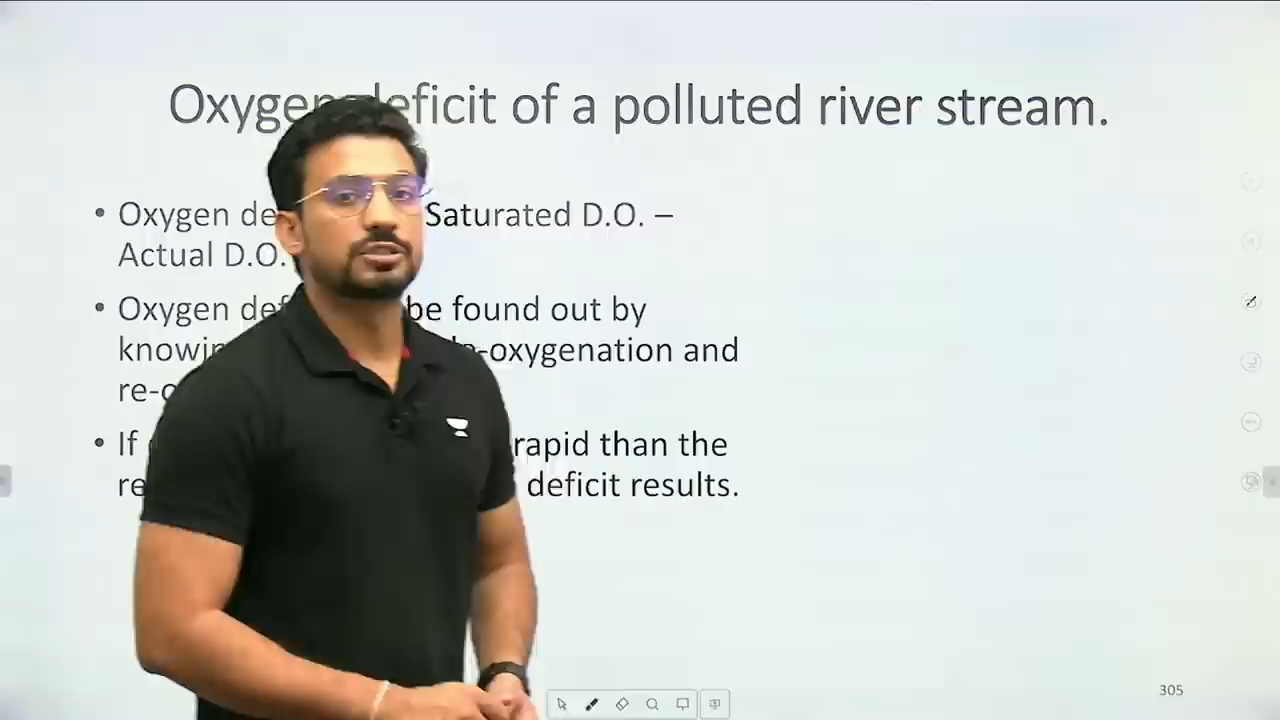 Oxygen deficit of a polluted river stream.
• Oxygen de Saturated D.O. –
Actual D.O.
• Oxygen def be found out by
knowin -oxygenation and
re-o
• If rapid than the
re deficit results.
305